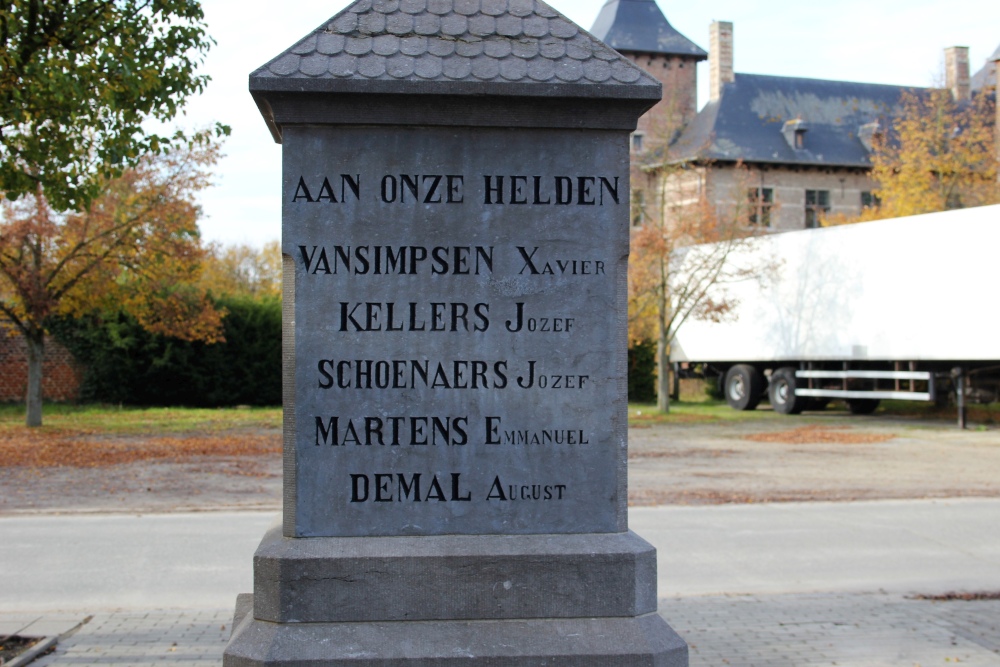 AAN ONZE HELDEN
VANSIMPSEN XAVIER
KELLERS JOZEF
SCHOENAERS JOZEF
MARTENS EMMANUEL
DEMAL AUGUST